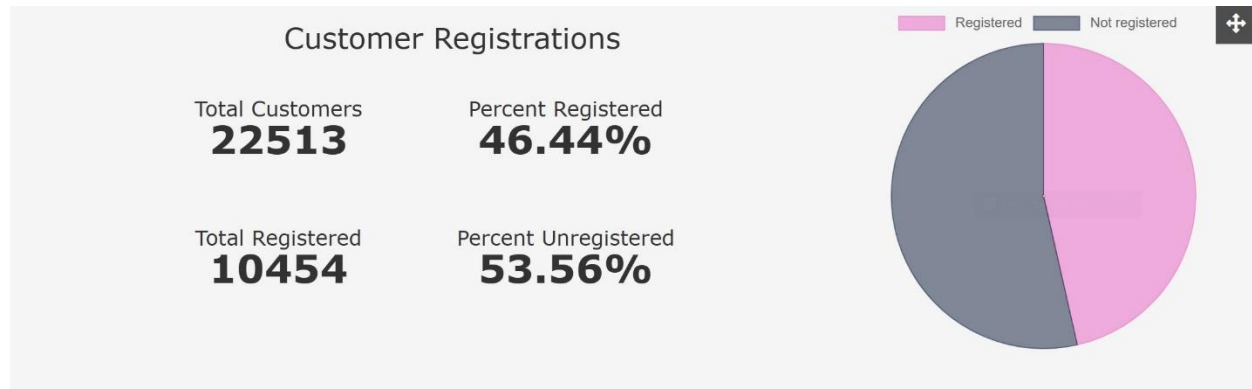 Customer Registrations
Total Customers
22513
Percent Registered
46.44%
Total Registered
10454
Percent Unregistered
53.56%
Registered
Not registered